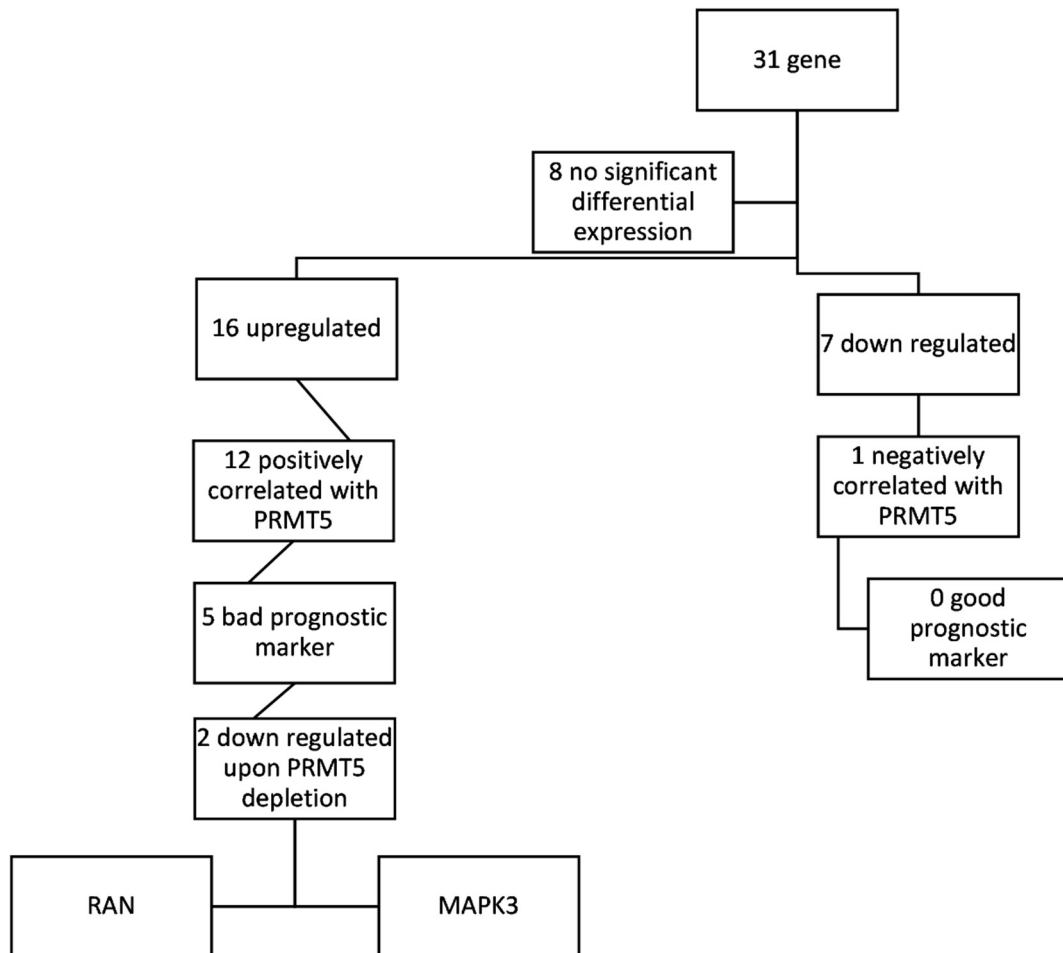 31 gene
8 no significant
differential
expression
16 upregulated
7 down regulated
12 positively
correlated with
PRMT5
1 negatively
correlated with
PRMT5
5 bad prognostic
marker
0 good
prognostic
marker
2 down regulated
upon PRMT5
depletion
RAN
MAPK3